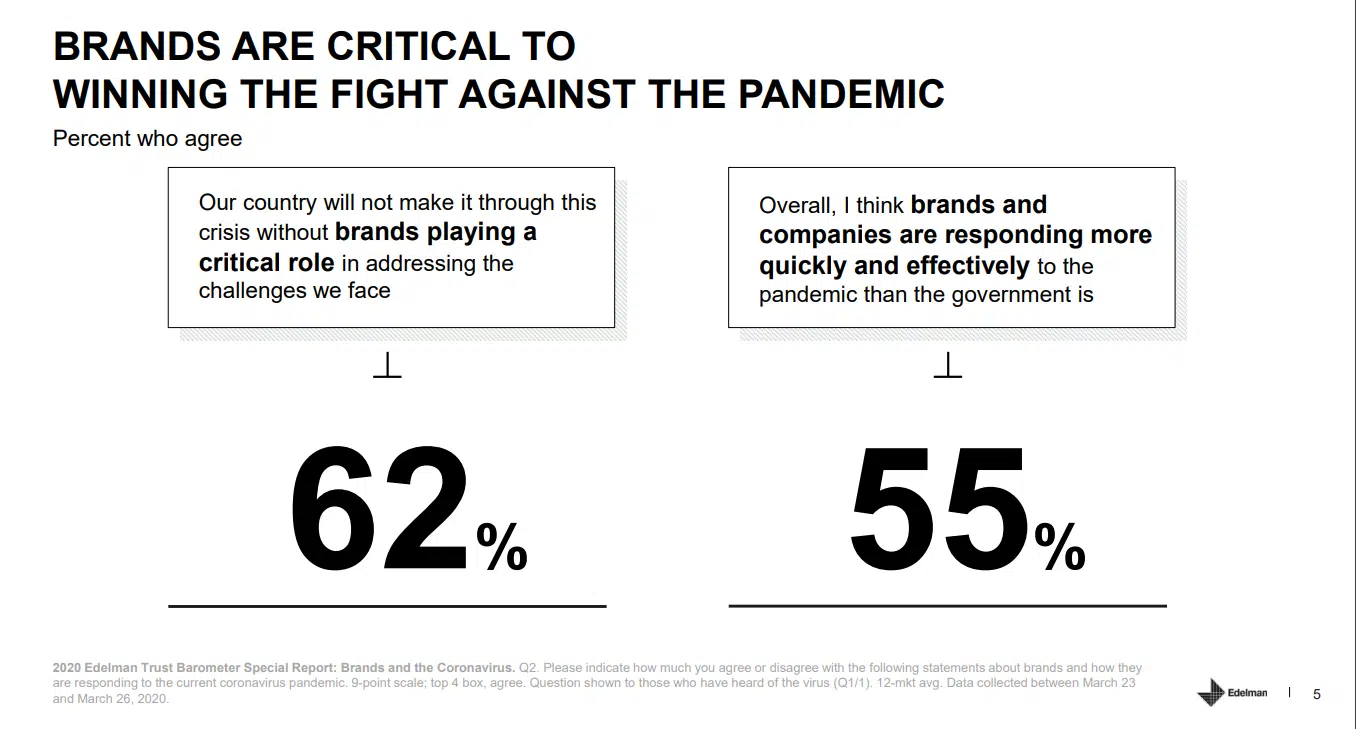 BRANDS ARE CRITICAL TO
WINNING THE FIGHT AGAINST THE PANDEMIC
Percent who agree
Our country will not make it through this
crisis without brands playing a
critical role in addressing the
challenges we face
62%
Overall, I think brands and
companies are responding more
quickly and effectively to the
pandemic than the government is
55%
2020 Edelman Trust Barometer Special Report: Brands and the Coronavirus. Q2. Please indicate how much you agree or disagree with the following statements about brands and how they
are responding to the current coronavirus pandemic. 9-point scale; top 4 box, agree. Question shown to those who have heard of the virus (Q1/1). 12-mkt avg. Data collected between March 23
and March 26, 2020.
Edelman | 5